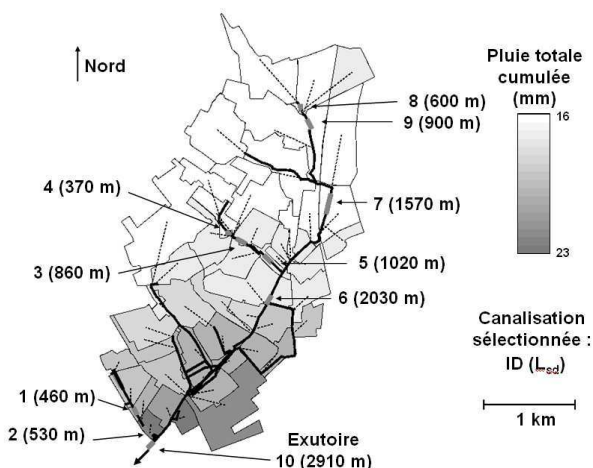 Nord
8 (600 m)
9 (900 m)
4 (370 m)
7 (1570 m)
3 (860 m)
5 (1020 m)
6 (2030 m)
1 (460 m)
2 (530 m)
Exutoire
10 (2910 m)
Pluie totale
cumulée
(mm)
16
23
Canalisation
sélectionnée :
ID (L_sd)
1 km